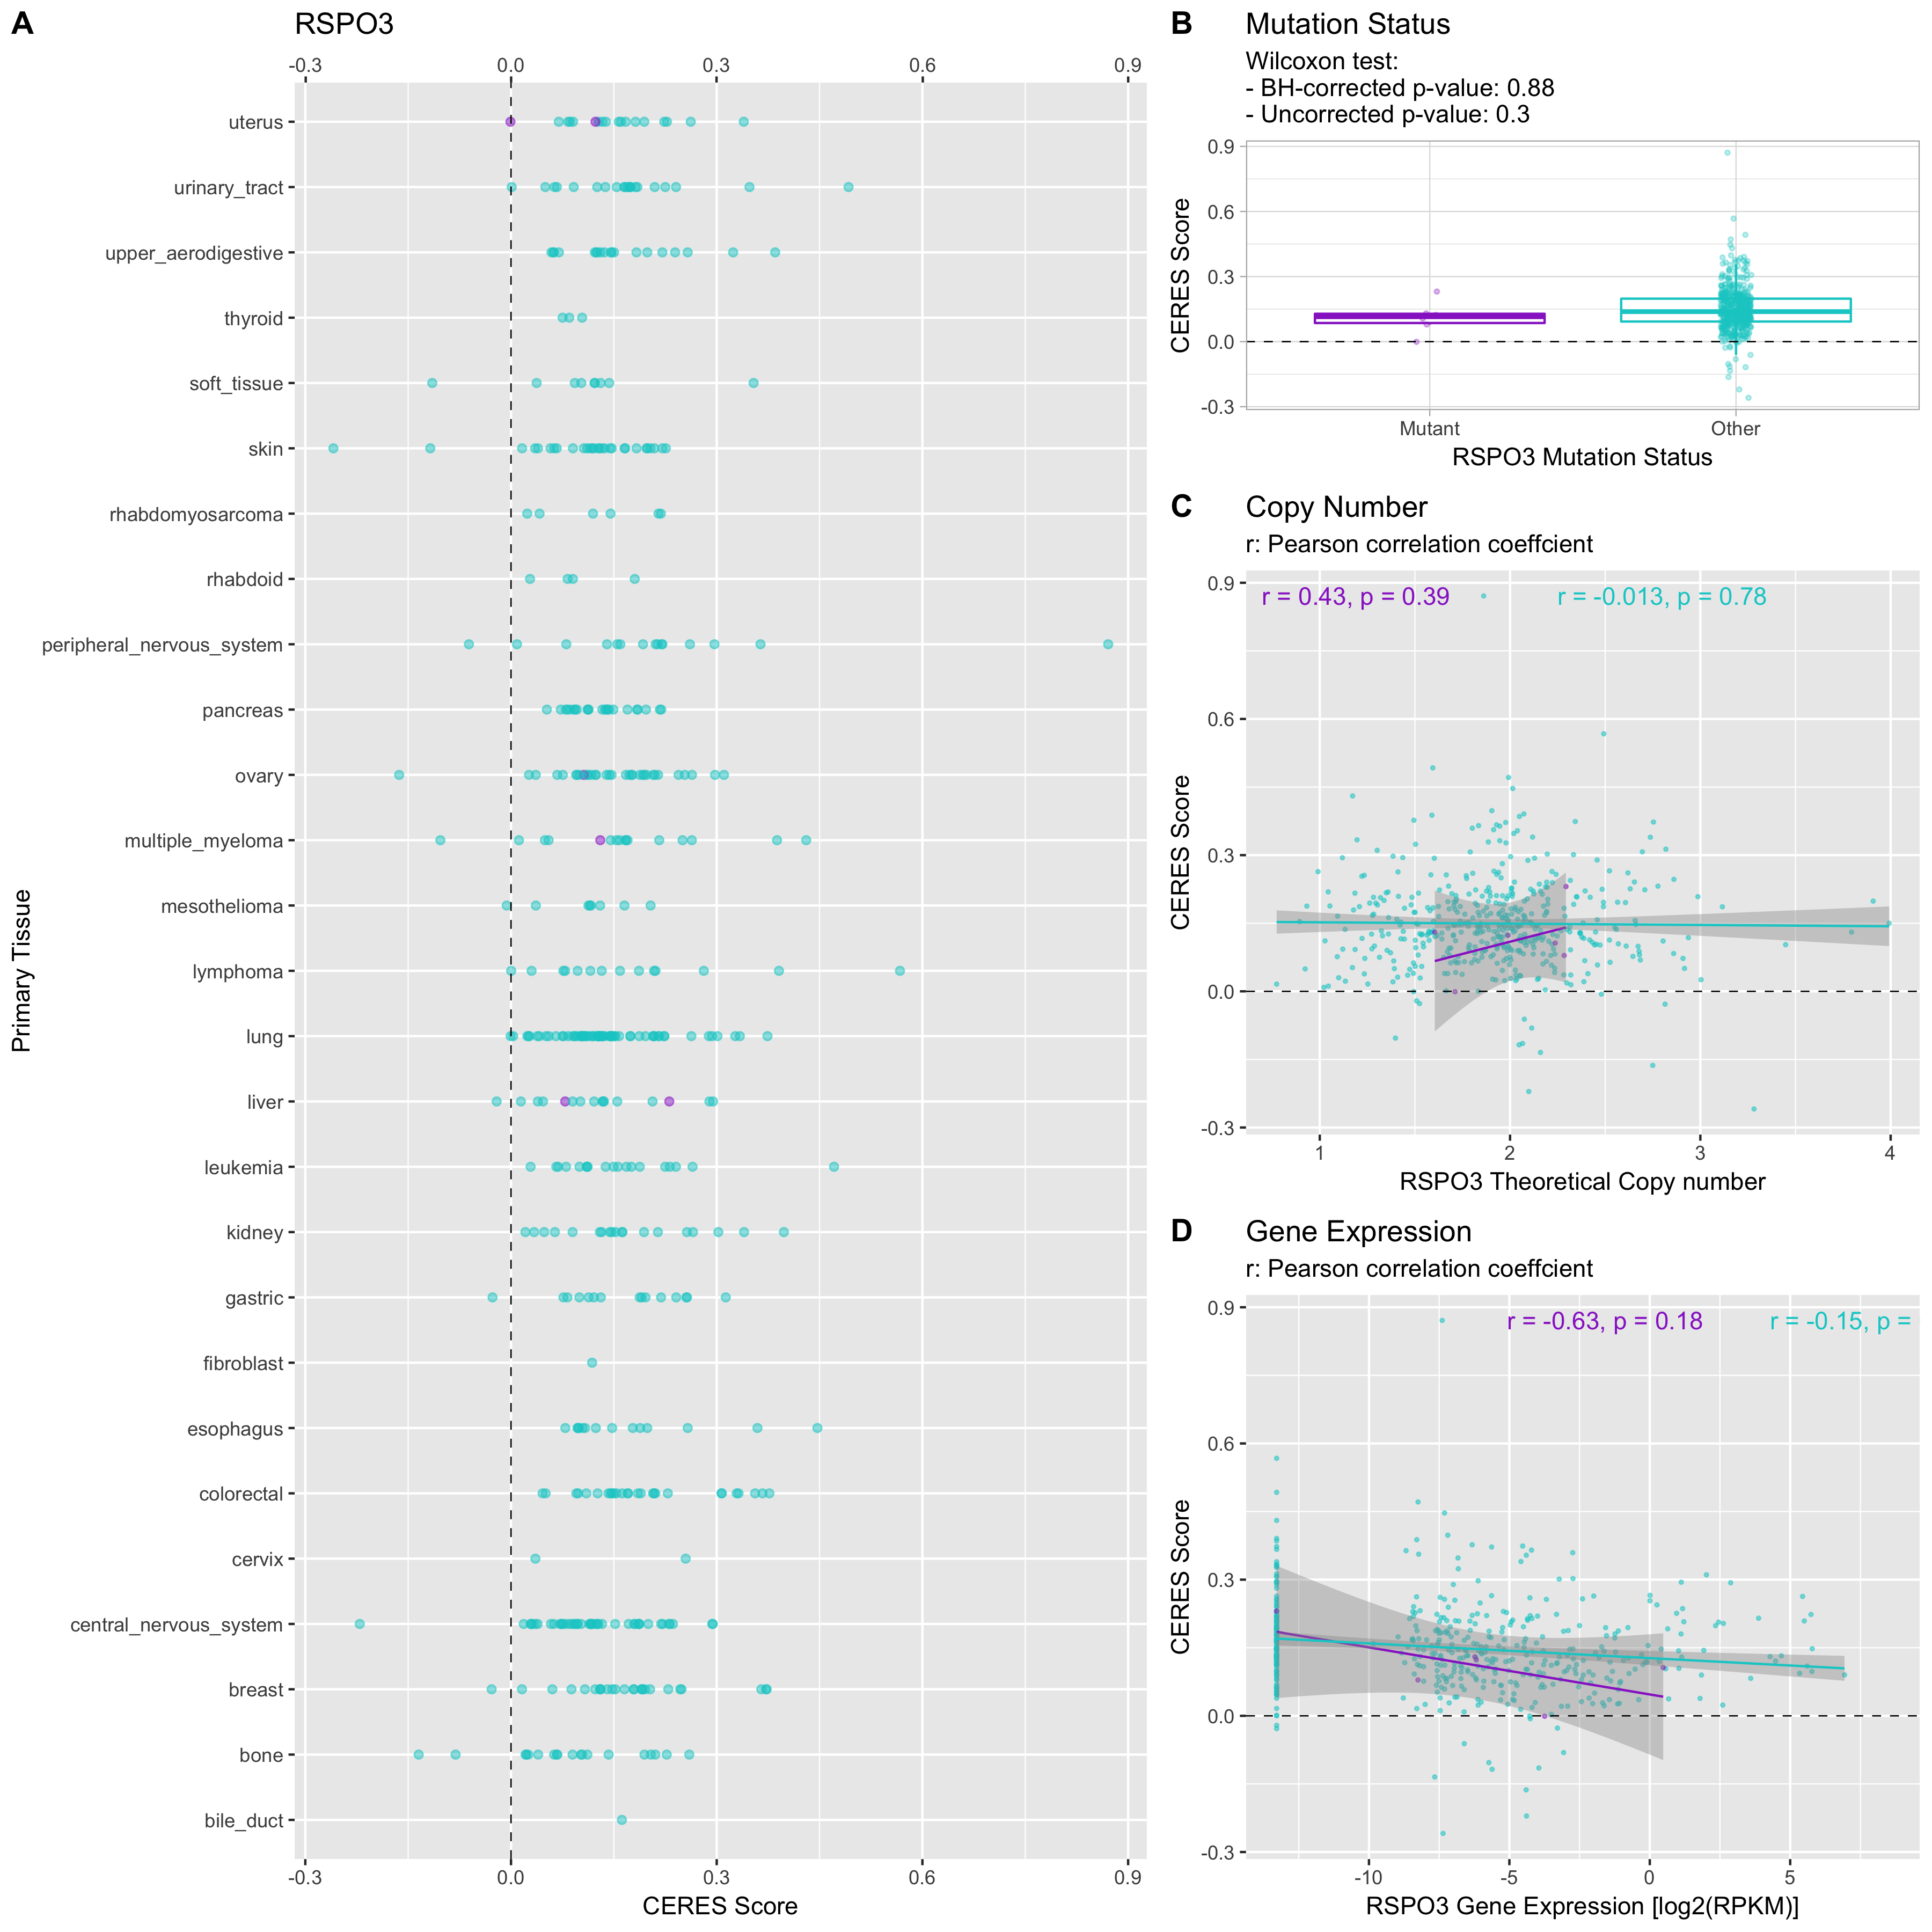 A
RSPO3
-0.3 0.0 0.3 0.6 0.9
uterus
urinary_tract
upper_aerodigestive
thyroid
soft_tissue
skin
rhabdomyosarcoma
rhabdoid
peripheral_nervous_system
pancreas
ovary
multiple_myeloma
mesothelioma
lymphoma
lung
liver
leukemia
kidney
gastric
fibroblast
esophagus
colorectal
cervix
central_nervous_system
breast
bone
bile_duct
Primary Tissue
-0.3 0.0 0.3 0.6 0.9
CERES Score
B
Mutation Status
Wilcoxon test:
- BH-corrected p-value: 0.88
- Uncorrected p-value: 0.3
0.9
0.6
0.3
0.0
-0.3
CERES Score
Mutant Other
RSPO3 Mutation Status
C
Copy Number
r: Pearson correlation coeffcient
r = 0.43, p = 0.39 r = -0.013, p = 0.78
0.9
0.6
0.3
0.0
-0.3
CERES Score
1 2 3 4
RSPO3 Theoretical Copy number
D
Gene Expression
r: Pearson correlation coeffcient
r = -0.63, p = 0.18 r = -0.15, p =
0.9
0.6
0.3
0.0
-0.3
CERES Score
-10 -5 0 5
RSPO3 Gene Expression [log2(RPKM)]